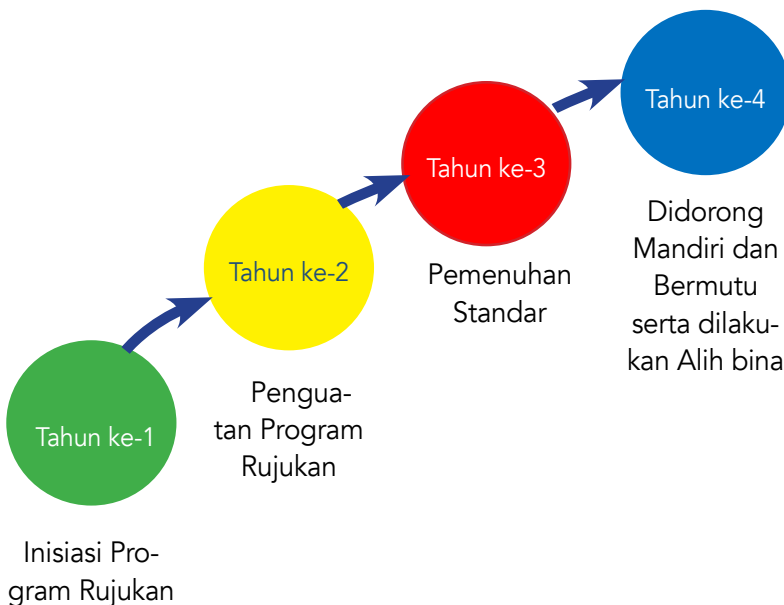 Tahun ke-1
Inisiasi Pro-
gram Rujukan
Tahun ke-2
Pengua-
tan Program
Rujukan
Tahun ke-3
Pemenuhan
Standar
Tahun ke-4
Didorong
Mandiri dan
Bermutu
serta dilaku-
kan Alih bina